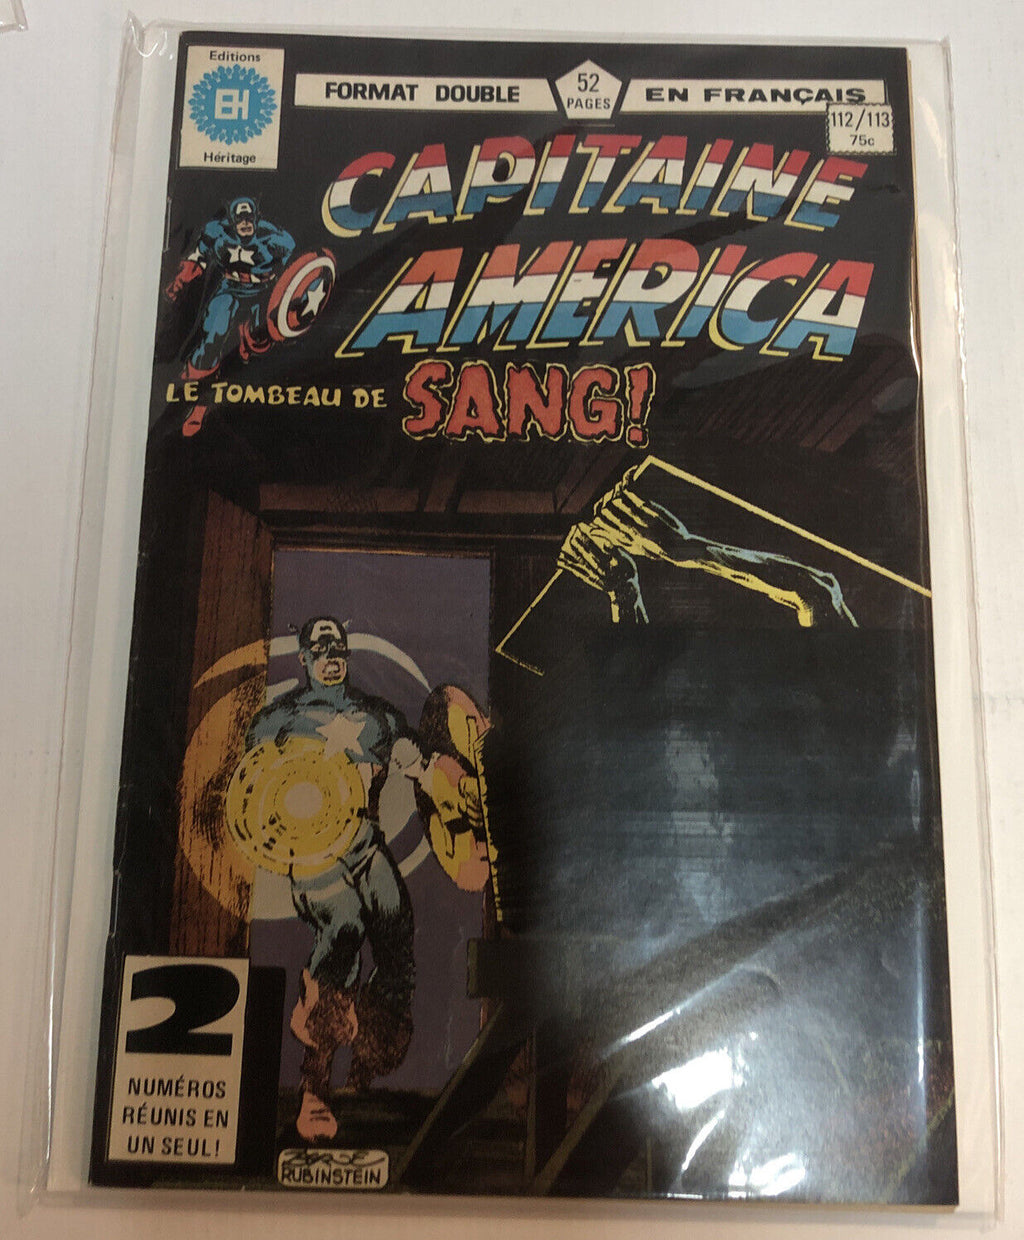 Editions
EH
Héritage
FORMAT DOUBLE
52
PAGES
EN FRANÇAIS
112/113
75c
CAPITAINE
AMERICA
LE TOMBEAU DE SANG!
2
NUMÉROS
RÉUNIS EN
UN SEUL!
RUBINSTEIN